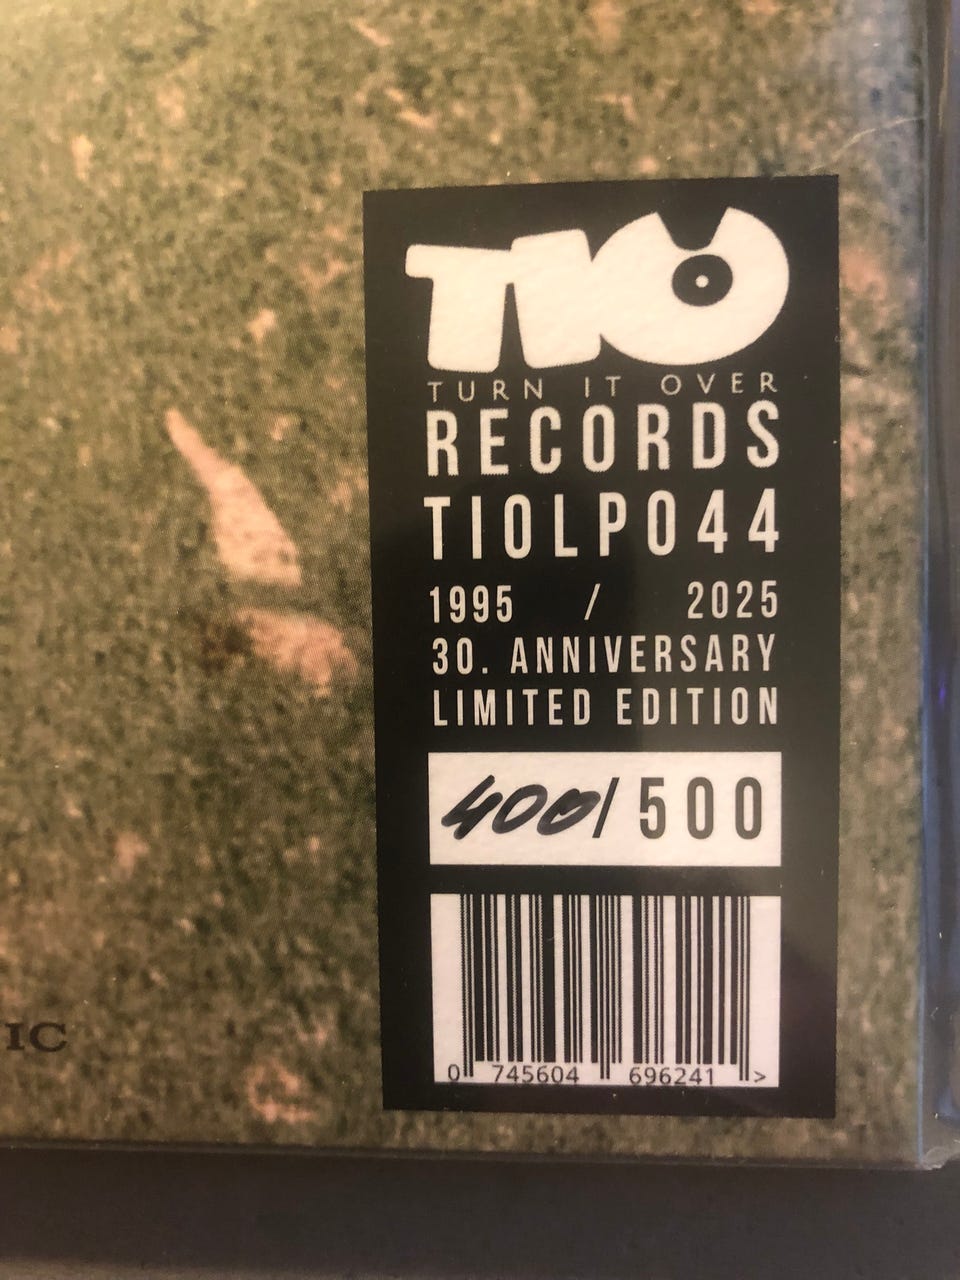 TIO
TURN IT OVER
RECORDS
TIOLP044
1995 / 2025
30. ANNIVERSARY
LIMITED EDITION
400/500
0 745604 696241 >
IC